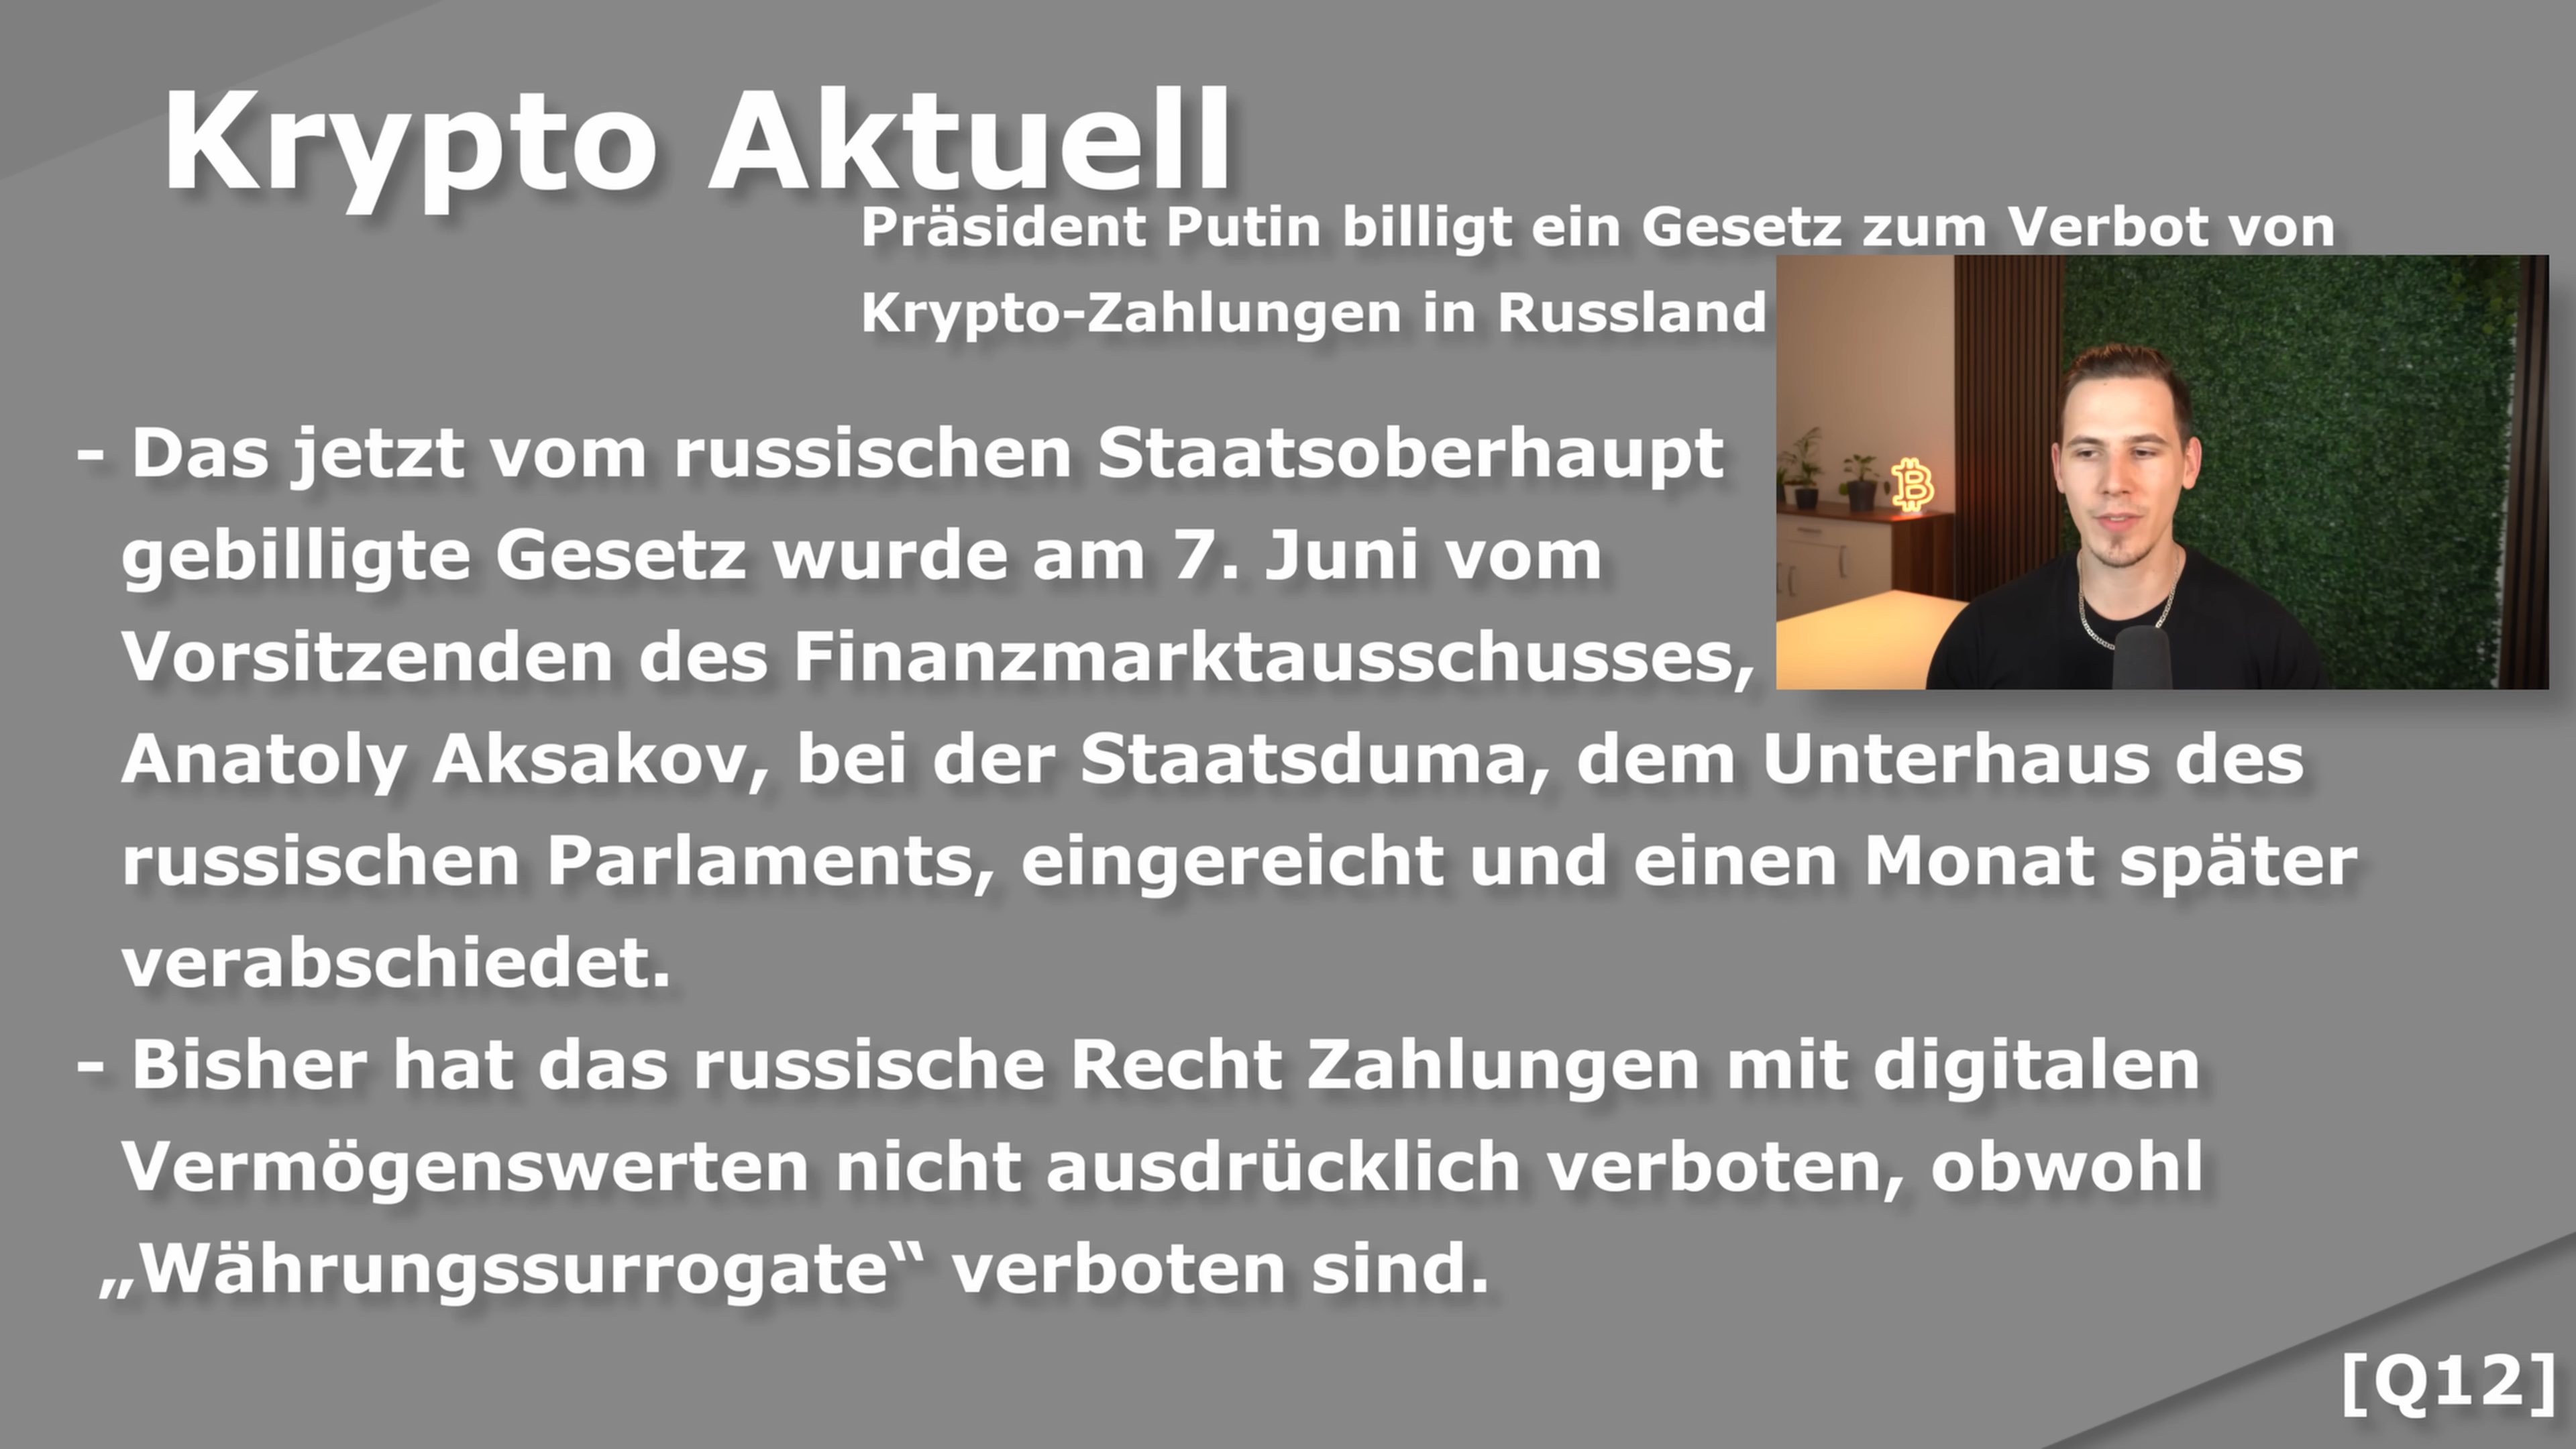 Krypto Aktuell
Präsident Putin billigt ein Gesetz zum Verbot von
Krypto-Zahlungen in Russland
- Das jetzt vom russischen Staatsoberhaupt
gebilligte Gesetz wurde am 7. Juni vom
Vorsitzenden des Finanzmarktausschusses,
Anatoly Aksakov, bei der Staatsduma, dem Unterhaus des
russischen Parlaments, eingereicht und einen Monat später
verabschiedet.
- Bisher hat das russische Recht Zahlungen mit digitalen
Vermögenswerten nicht ausdrücklich verboten, obwohl
„Währungssurrogate“ verboten sind.
[Q12]